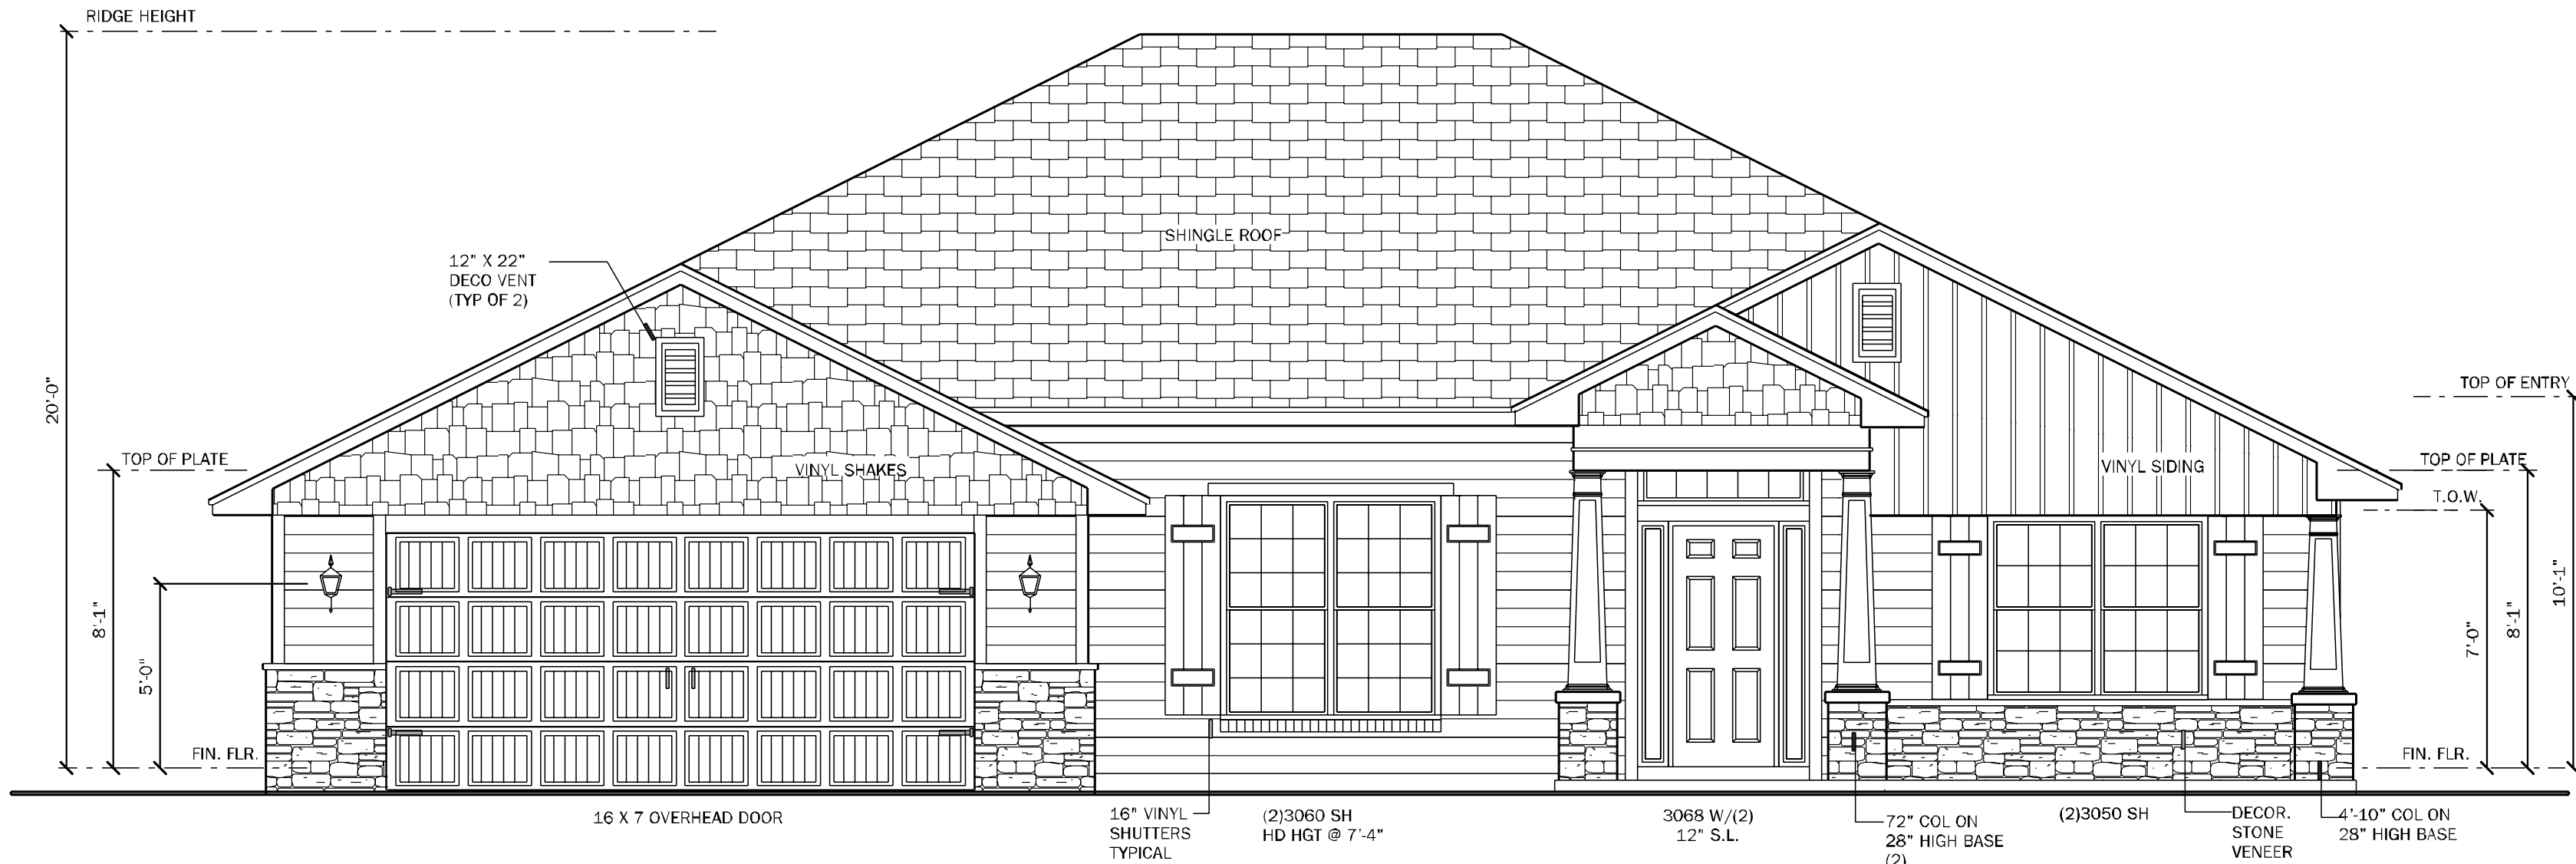 RIDGE HEIGHT
SHINGLE ROOF
12" X 22"
DECO VENT
(TYP OF 2)
20'-0"
TOP OF ENTRY
TOP OF PLATE
VINYL SHAKES
VINYL SIDING
TOP OF PLATE
T.O.W.
8'-1"
5'-0"
7'-0"
8'-1"
10'-1"
FIN. FLR.
FIN. FLR.
16 X 7 OVERHEAD DOOR
16" VINYL
SHUTTERS
TYPICAL
(2)3060 SH
HD HGT @ 7'-4"
3068 W/(2)
12" S.L.
72" COL ON
28" HIGH BASE
(2)
(2)3050 SH
DECOR.
STONE
VENEER
4'-10" COL ON
28" HIGH BASE